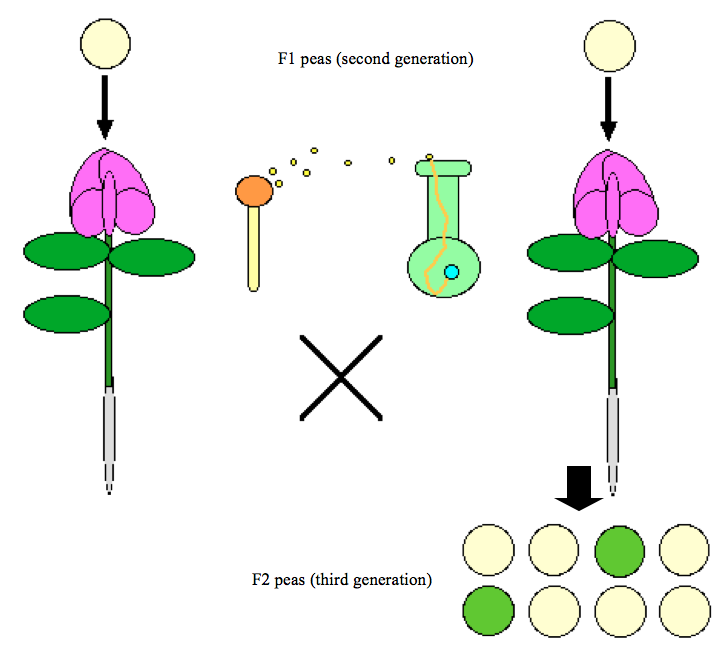 F1 peas (second generation)
F2 peas (third generation)